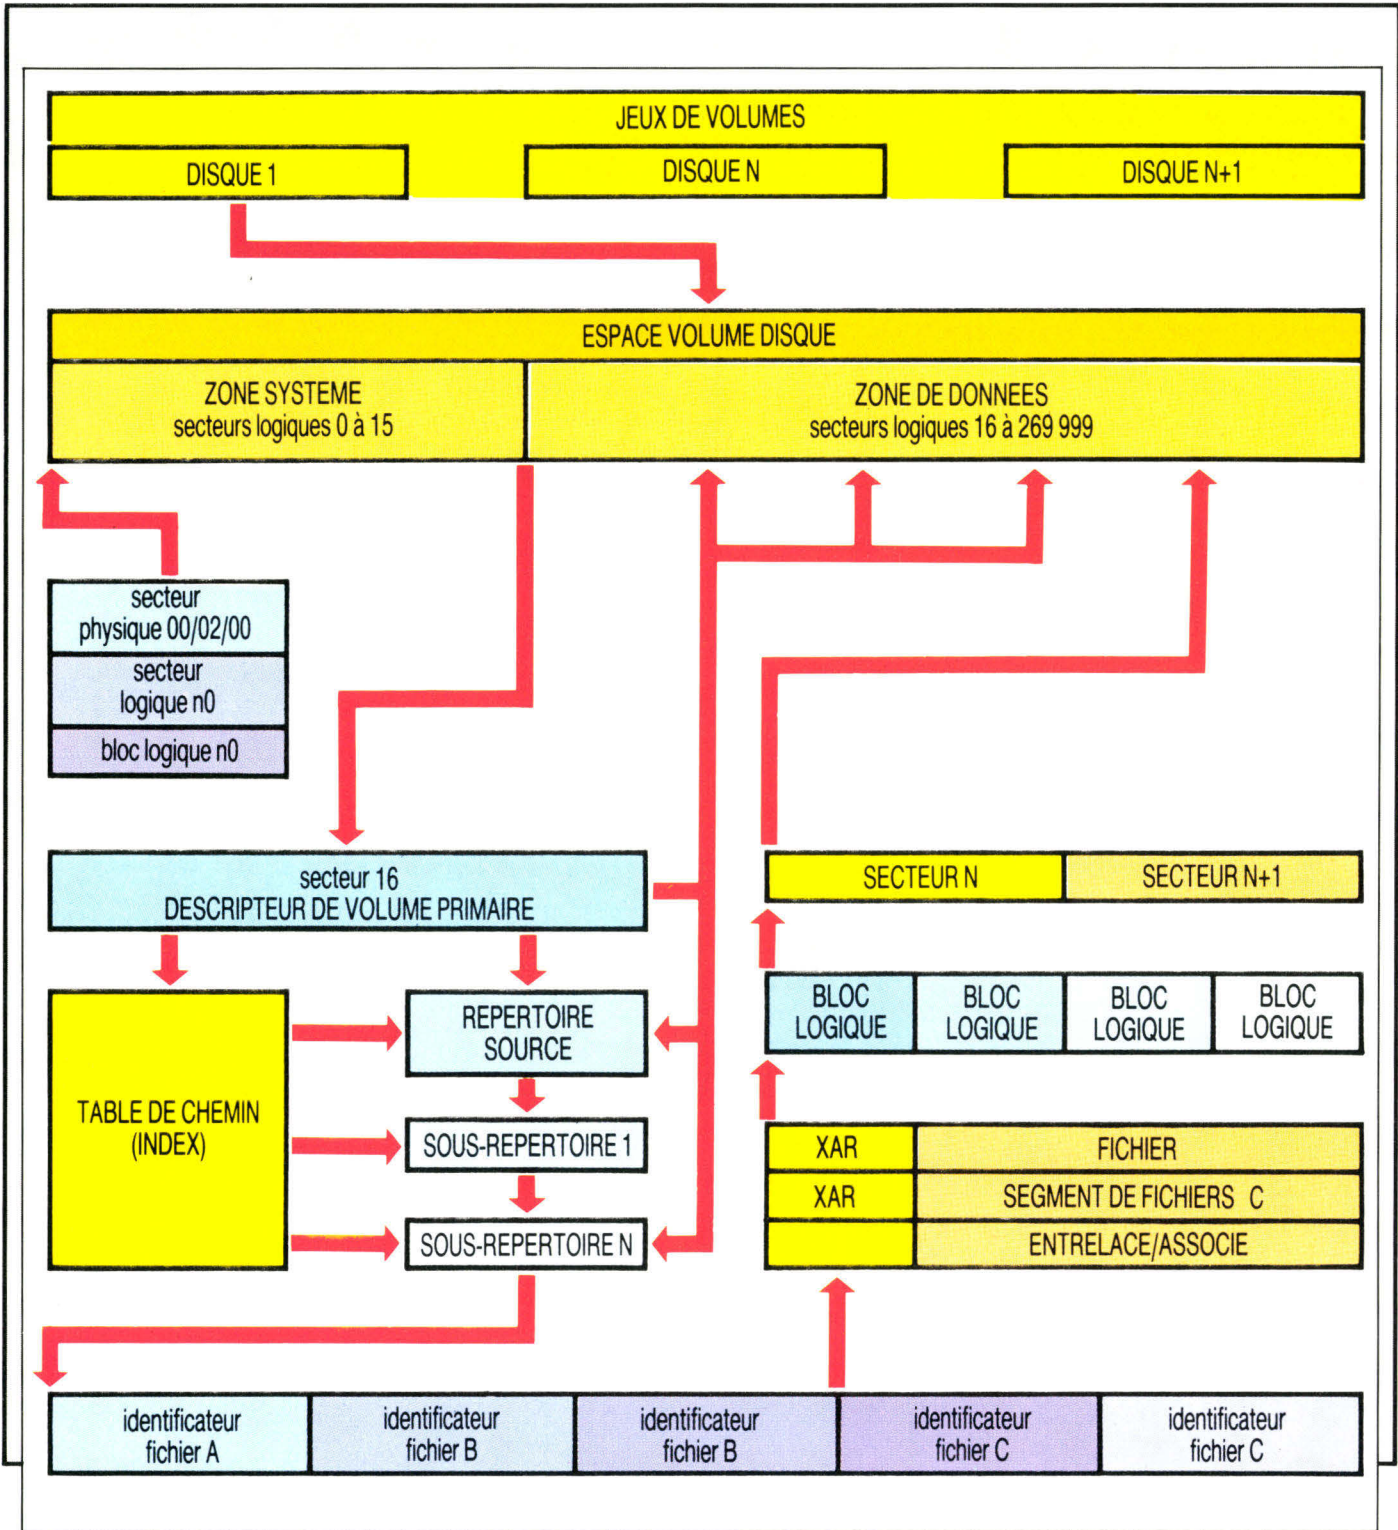 JEUX DE VOLUMES
DISQUE 1
DISQUE N
DISQUE N+1
ESPACE VOLUME DISQUE
ZONE SYSTEME
secteurs logiques 0 à 15
ZONE DE DONNEES
secteurs logiques 16 à 269 999
secteur
physique 00/02/00
secteur
logique n0
bloc logique n0
secteur 16
DESCRIPTEUR DE VOLUME PRIMAIRE
SECTEUR N
SECTEUR N+1
TABLE DE CHEMIN
(INDEX)
REPERTOIRE
SOURCE
SOUS-REPERTOIRE 1
SOUS-REPERTOIRE N
BLOC
LOGIQUE
BLOC
LOGIQUE
BLOC
LOGIQUE
BLOC
LOGIQUE
XAR
FICHIER
XAR
SEGMENT DE FICHIERS C
ENTRELACE/ASSOCIE
identificateur
fichier A
identificateur
fichier B
identificateur
fichier B
identificateur
fichier C
identificateur
fichier C